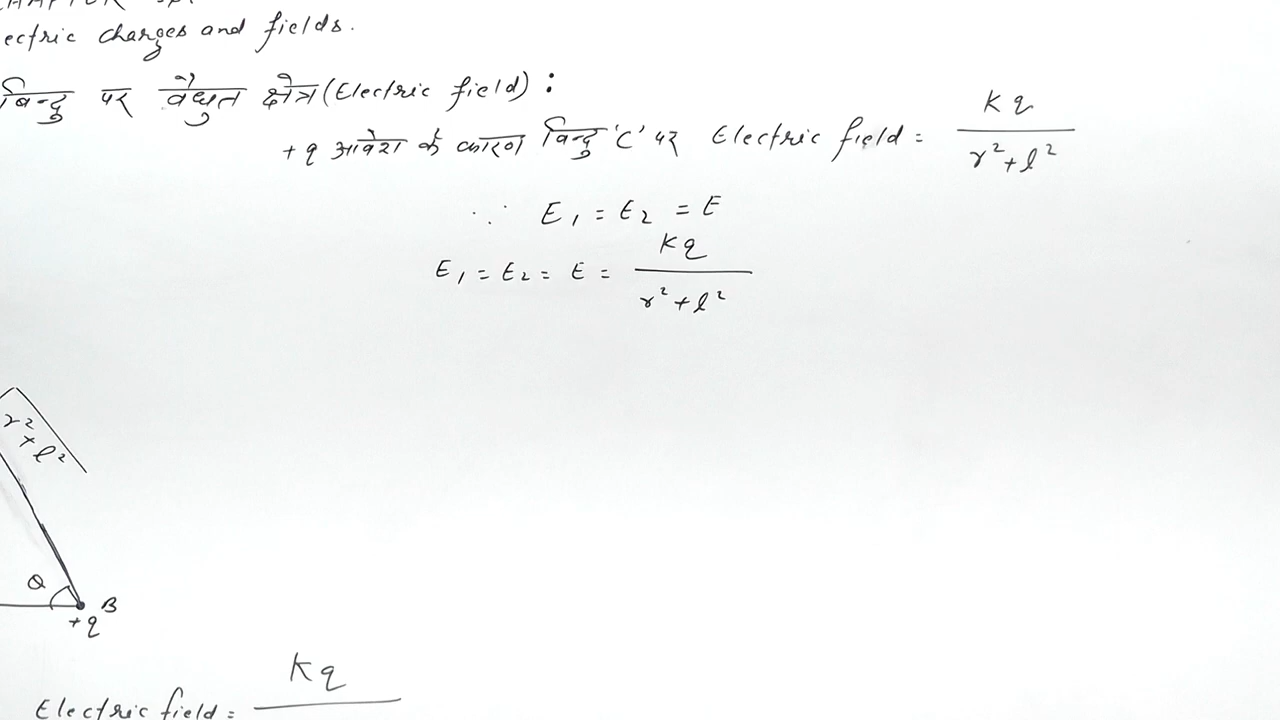 ectric charges and fields.
बिन्दु पर वैधुत क्षेत्र (Electric field) :
+q आवेश के कारण बिन्दु 'C' पर Electric field = Kq / r²+l²
∵ E₁ = E₂ = E
E₁ = E₂ = E = Kq / r²+l²
r²+l²
θ
B
+q
Electric field = Kq